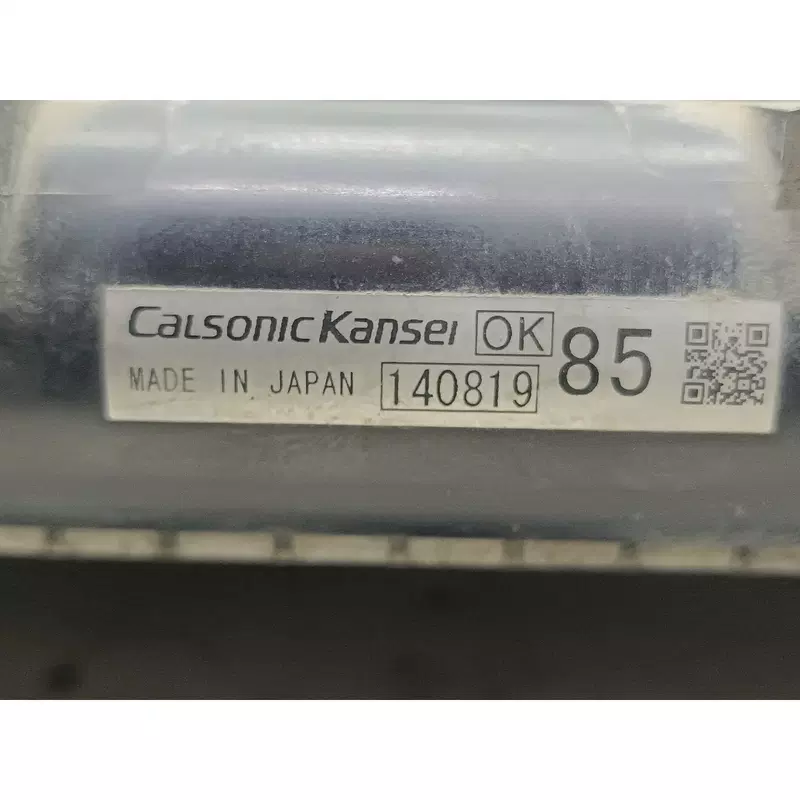 CalsonicKansei OK 85
MADE IN JAPAN 140819